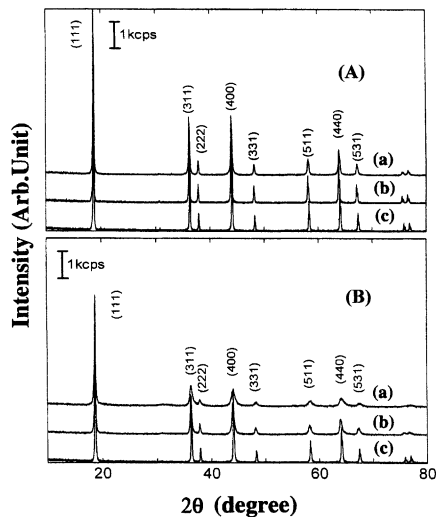 Intensity (Arb.Unit)
(111)
1kcps
(A)
(311)
(222)
(400)
(331)
(511)
(440)
(531)
(a)
(b)
(c)
1kcps
(B)
(111)
(311)
(222)
(400)
(331)
(511)
(440)
(531)
(a)
(b)
(c)
20 40 60 80
2θ (degree)